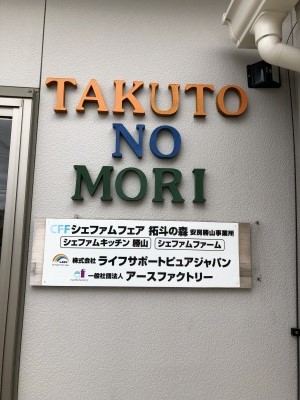 TAKUTO
NO
MORI
CFF シェファムフェア 拓斗の森 安房勝山事業所
シェファムキッチン 勝山 シェファムファーム
株式会社 ライフサポートピュアジャパン
一般社団法人 アースファクトリー